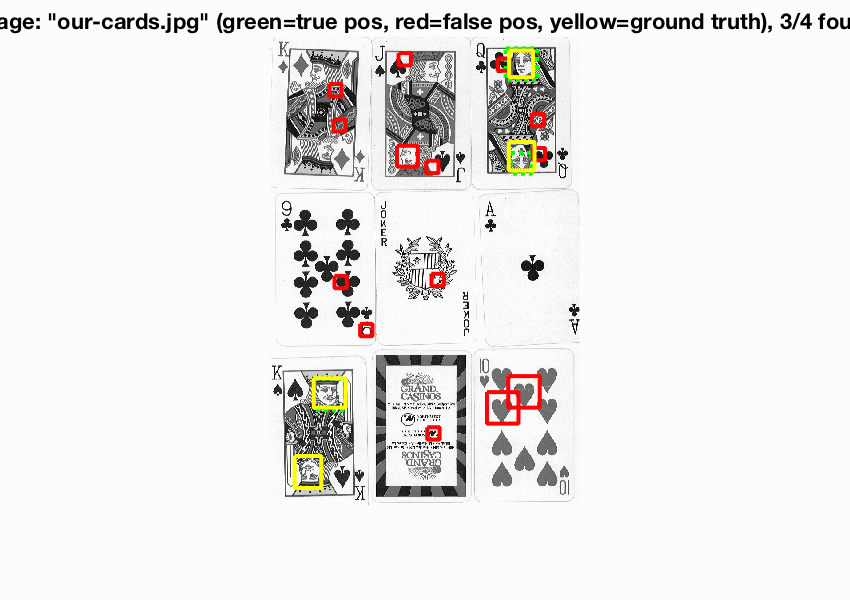 age: "our-cards.jpg" (green=true pos, red=false pos, yellow=ground truth), 3/4 fou
K
J
Q
K
J
Q
9
JOKER
A
JOKER
A
K
GRAND
CASINOS
GRAND
CASINOS
10
K
10